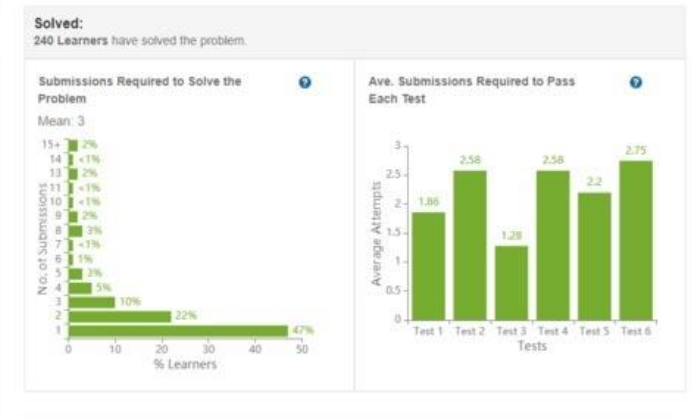 Solved:
240 Learners have solved the problem.
Submissions Required to Solve the
Problem
Mean: 3
No. of Submissions
15+ 2%
14 <1%
13 2%
11 <1%
10 <1%
9 2%
8 3%
7 <1%
6 1%
5 3%
4 5%
3 10%
2 22%
1 47%
0 10 20 30 40 50
% Learners
Ave. Submissions Required to Pass
Each Test
Average Attempts
3
2.5
2
1.5
1
0.5
0
1.86 2.58 1.28 2.58 2.2 2.75
Test 1 Test 2 Test 3 Test 4 Test 5 Test 6
Tests